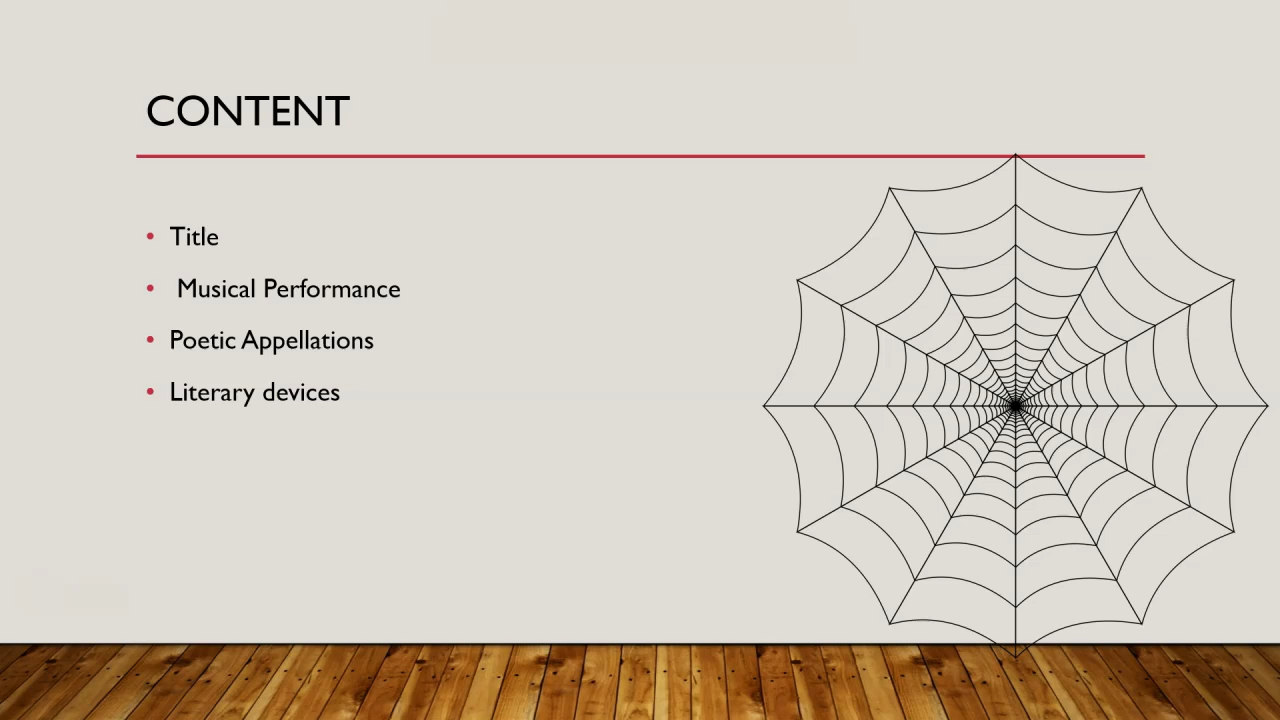 CONTENT
• Title
• Musical Performance
• Poetic Appellations
• Literary devices